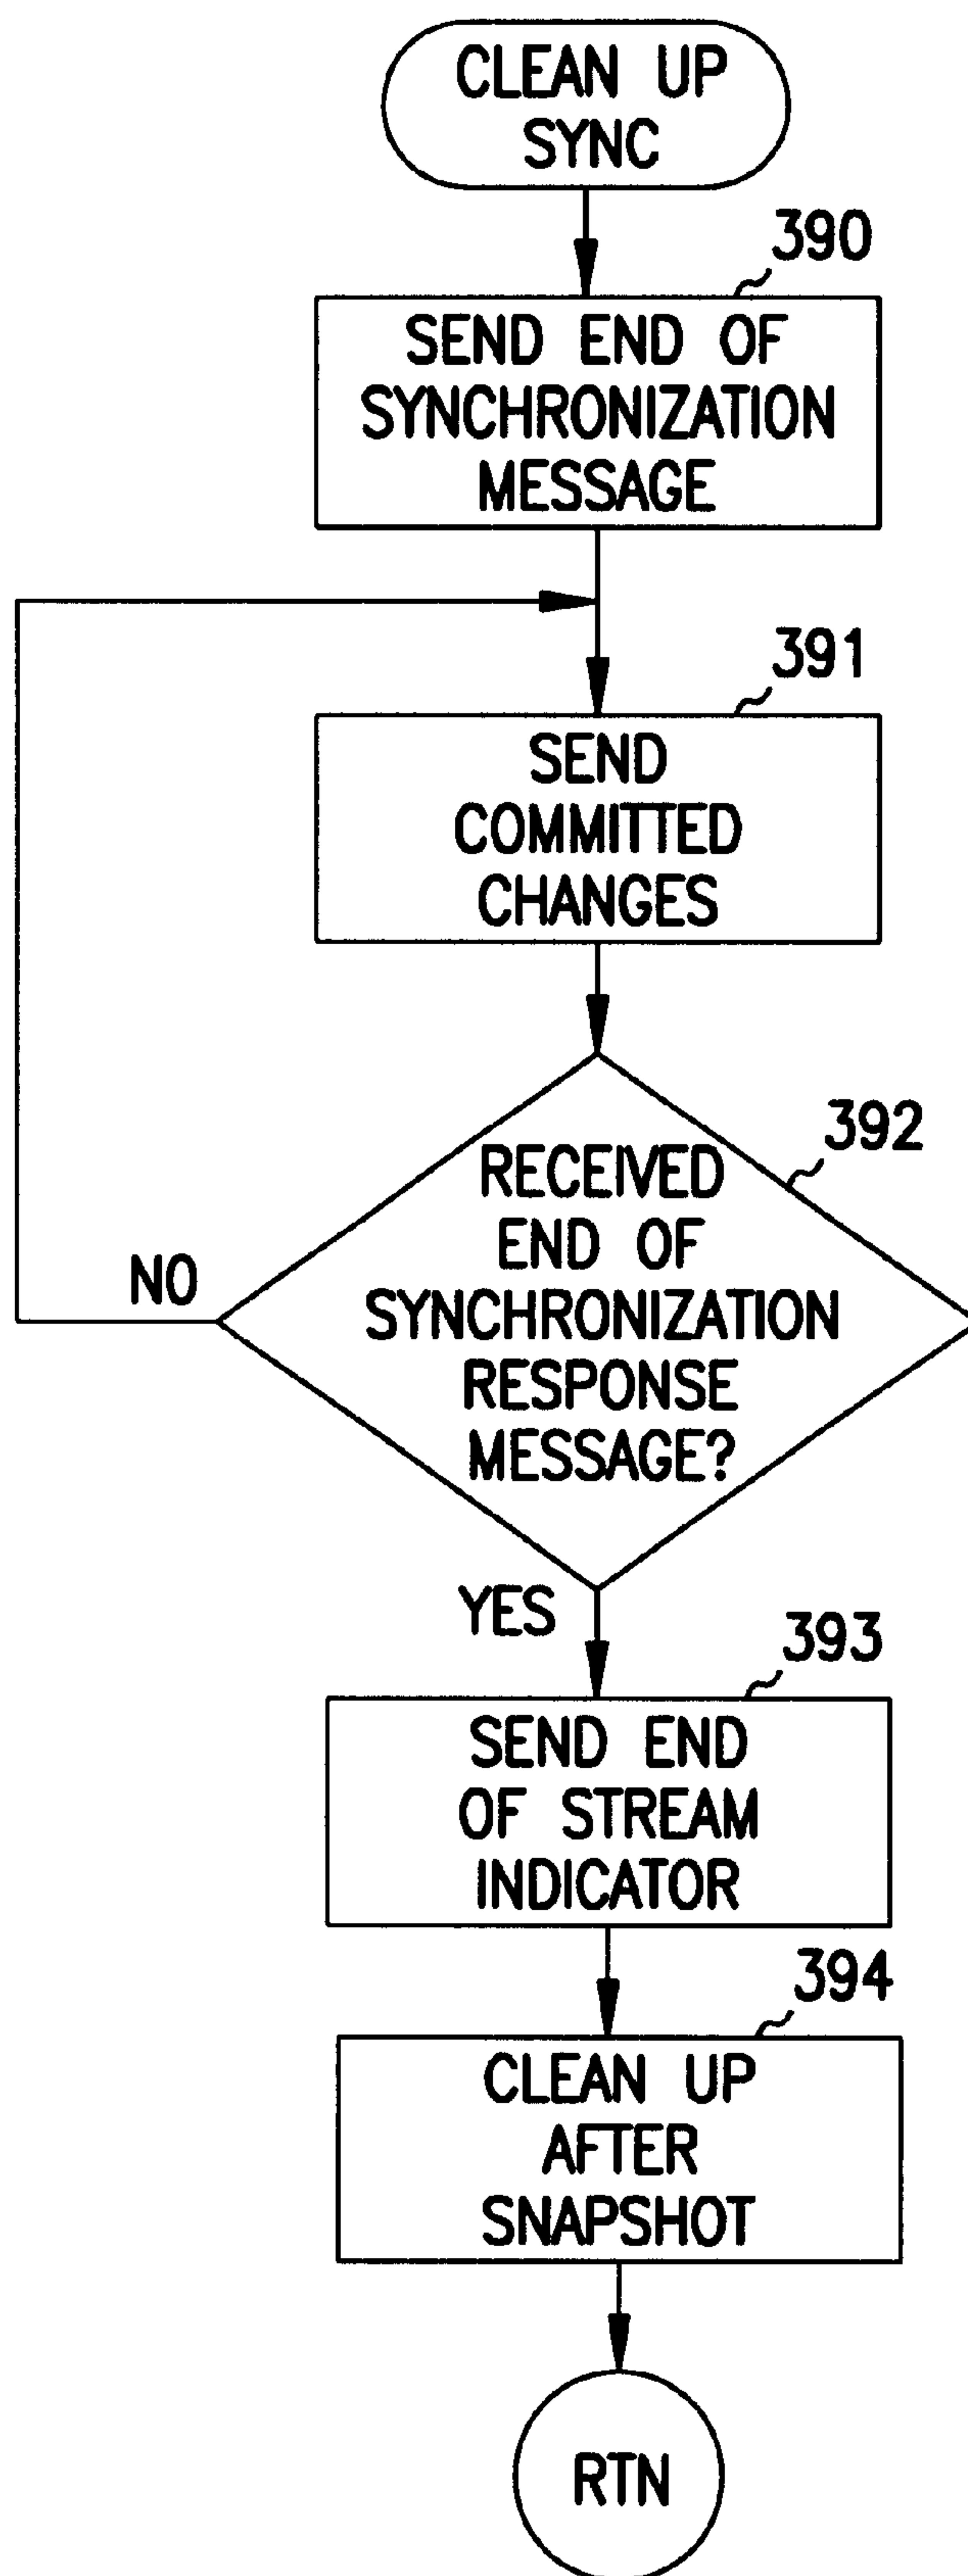 CLEAN UP
SYNC
390
SEND END OF
SYNCHRONIZATION
MESSAGE
391
SEND
COMMITTED
CHANGES
392
RECEIVED
END OF
SYNCHRONIZATION
RESPONSE
MESSAGE?
NO
YES
393
SEND END
OF STREAM
INDICATOR
394
CLEAN UP
AFTER
SNAPSHOT
RTN